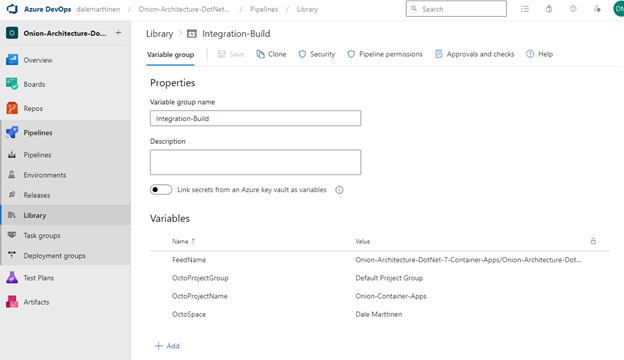 Azure DevOps dalemarttinen / Onion-Architecture-DotNet... / Pipelines / Library Search DM
O Onion-Architecture-Do... +
Overview
Boards
Repos
Pipelines
Pipelines
Environments
Releases
Library
Task groups
Deployment groups
Test Plans
Artifacts
Library > Integration-Build
Variable group Save Clone Security Pipeline permissions Approvals and checks Help
Properties
Variable group name
Integration-Build
Description
Link secrets from an Azure key vault as variables
Variables
Name ↑ Value
FeedName Onion-Architecture-DotNet-7-Container-Apps/Onion-Architecture-Dot...
OctoProjectGroup Default Project Group
OctoProjectName Onion-Container-Apps
OctoSpace Dale Marttinen
+ Add